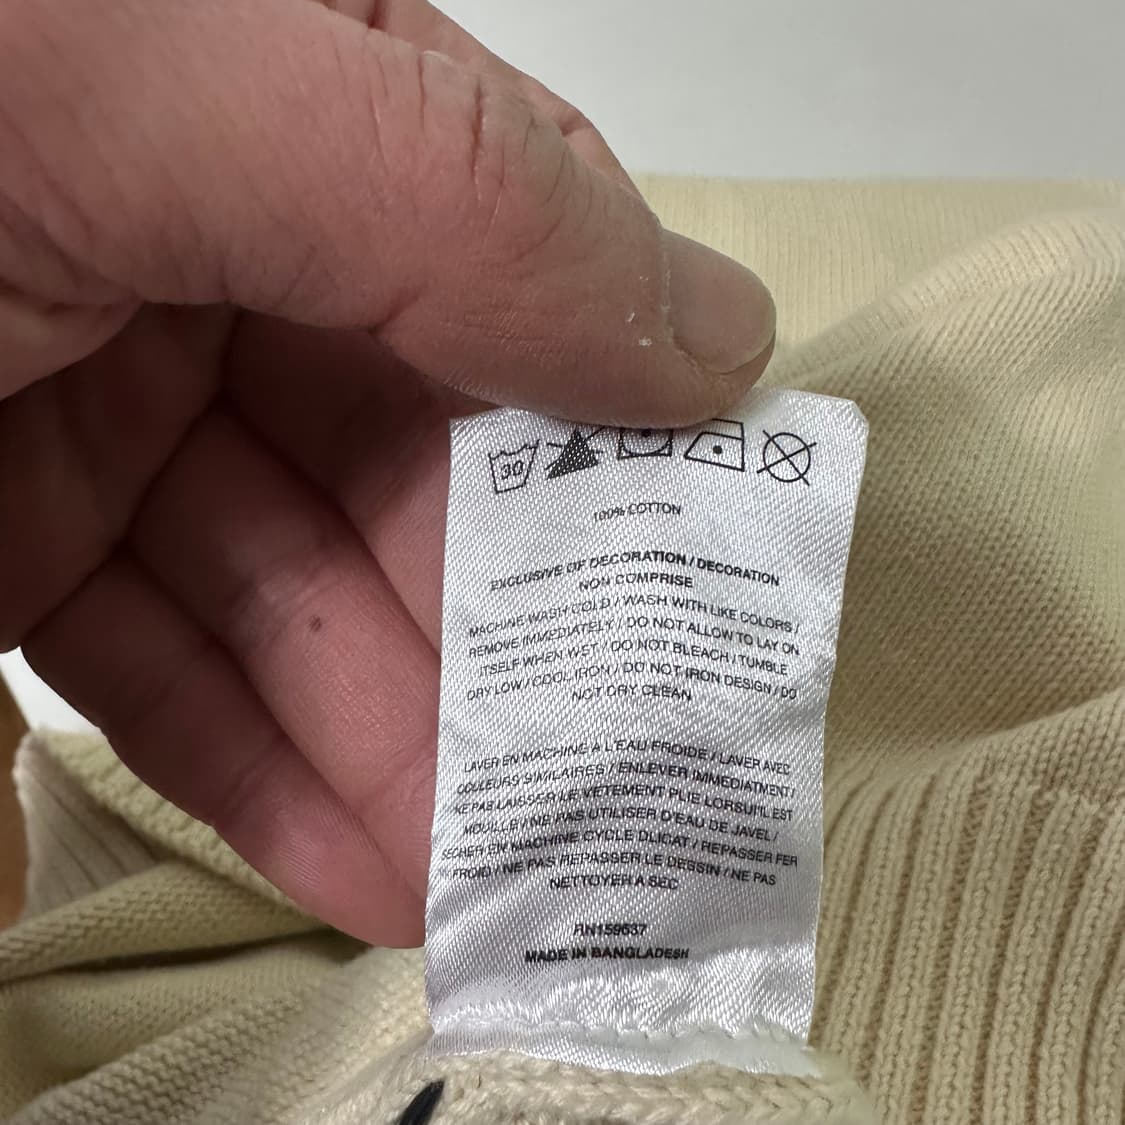 30
100% COTTON
EXCLUSIVE OF DECORATION / DECORATION
NON COMPRISE
MACHINE WASH COLD / WASH WITH LIKE COLORS /
REMOVE IMMEDIATELY / DO NOT ALLOW TO LAY ON
ITSELF WHEN WET / DO NOT BLEACH / TUMBLE
DRY LOW / COOL IRON / DO NOT IRON DESIGN / DO
NOT DRY CLEAN
LAVER EN MACHINE A L'EAU FROIDE / LAVER AVEC
COULEURS SIMILAIRES / ENLEVER IMMEDIATMENT /
NE PAS LAISSER LE VETEMENT PLIE LORSUI'IL EST
MOUILLE / NE PAS UTILISER D'EAU DE JAVEL /
SECHER EN MACHINE CYCLE DLICAT / REPASSER FER
FROID / NE PAS REPASSER LE DESSIN / NE PAS
NETTOYER A SEC
RN159637
MADE IN BANGLADESH